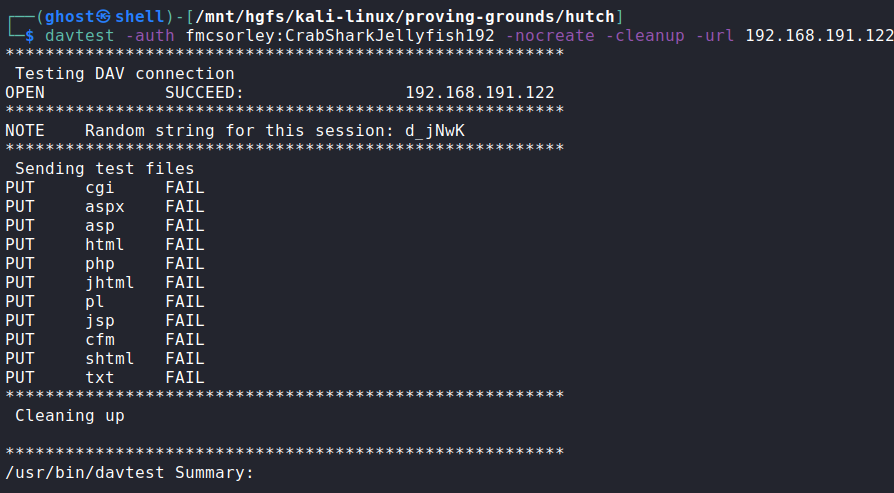 ┌──(ghost㉿shell)-[/mnt/hgfs/kali-linux/proving-grounds/hutch]
└─$ davtest -auth fmcsorley:CrabSharkJellyfish192 -nocreate -cleanup -url 192.168.191.122
********************************************************
 Testing DAV connection
OPEN            SUCCEED:                192.168.191.122
********************************************************
NOTE    Random string for this session: d_jNwK
********************************************************
 Sending test files
PUT     cgi     FAIL
PUT     aspx    FAIL
PUT     asp     FAIL
PUT     html    FAIL
PUT     php     FAIL
PUT     jhtml   FAIL
PUT     pl      FAIL
PUT     jsp     FAIL
PUT     cfm     FAIL
PUT     shtml   FAIL
PUT     txt     FAIL
********************************************************
 Cleaning up
********************************************************
/usr/bin/davtest Summary: